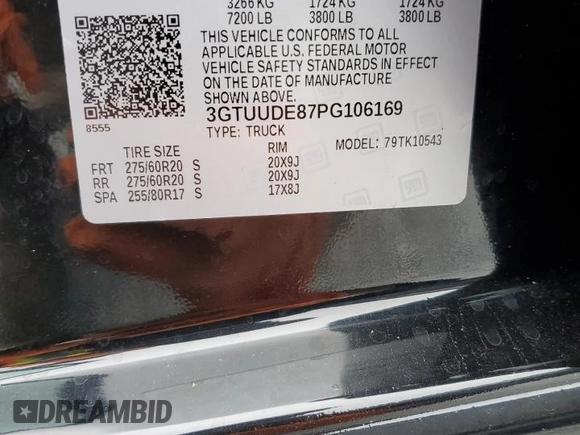 3266 KG 1724 KG 1724 KG
7200 LB 3800 LB 3800 LB
THIS VEHICLE CONFORMS TO ALL
APPLICABLE U.S. FEDERAL MOTOR
VEHICLE SAFETY STANDARDS IN EFFECT
ON THE DATE OF MANUFACTURE
SHOWN ABOVE.
8555
3GTUUDE87PG106169
TYPE: TRUCK MODEL: 79TK10543
TIRE SIZE RIM
FRT 275/60R20 S 20X9J
RR 275/60R20 S 20X9J
SPA 255/80R17 S 17X8J
DREAMBID